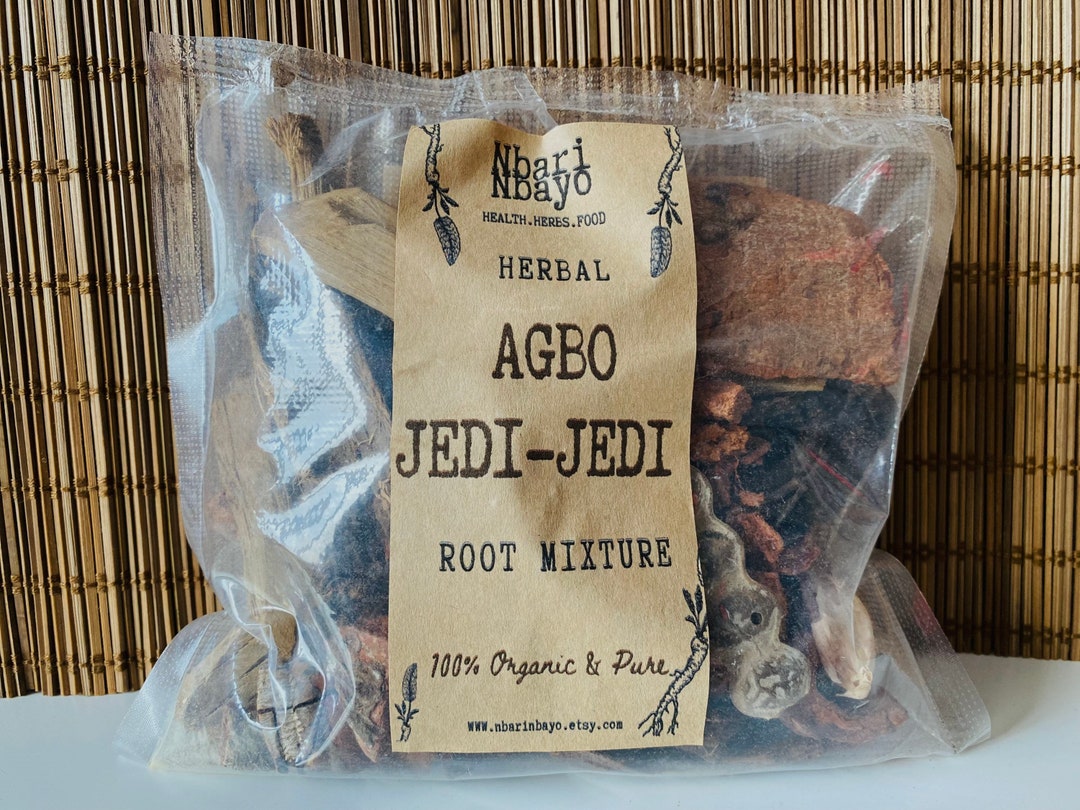 Nbari
Nbayo
HEALTH.HERBS.FOOD
HERBAL
AGBO
JEDI-JEDI
ROOT MIXTURE
100% Organic & Pure
www.nbarinbayo.etsy.com